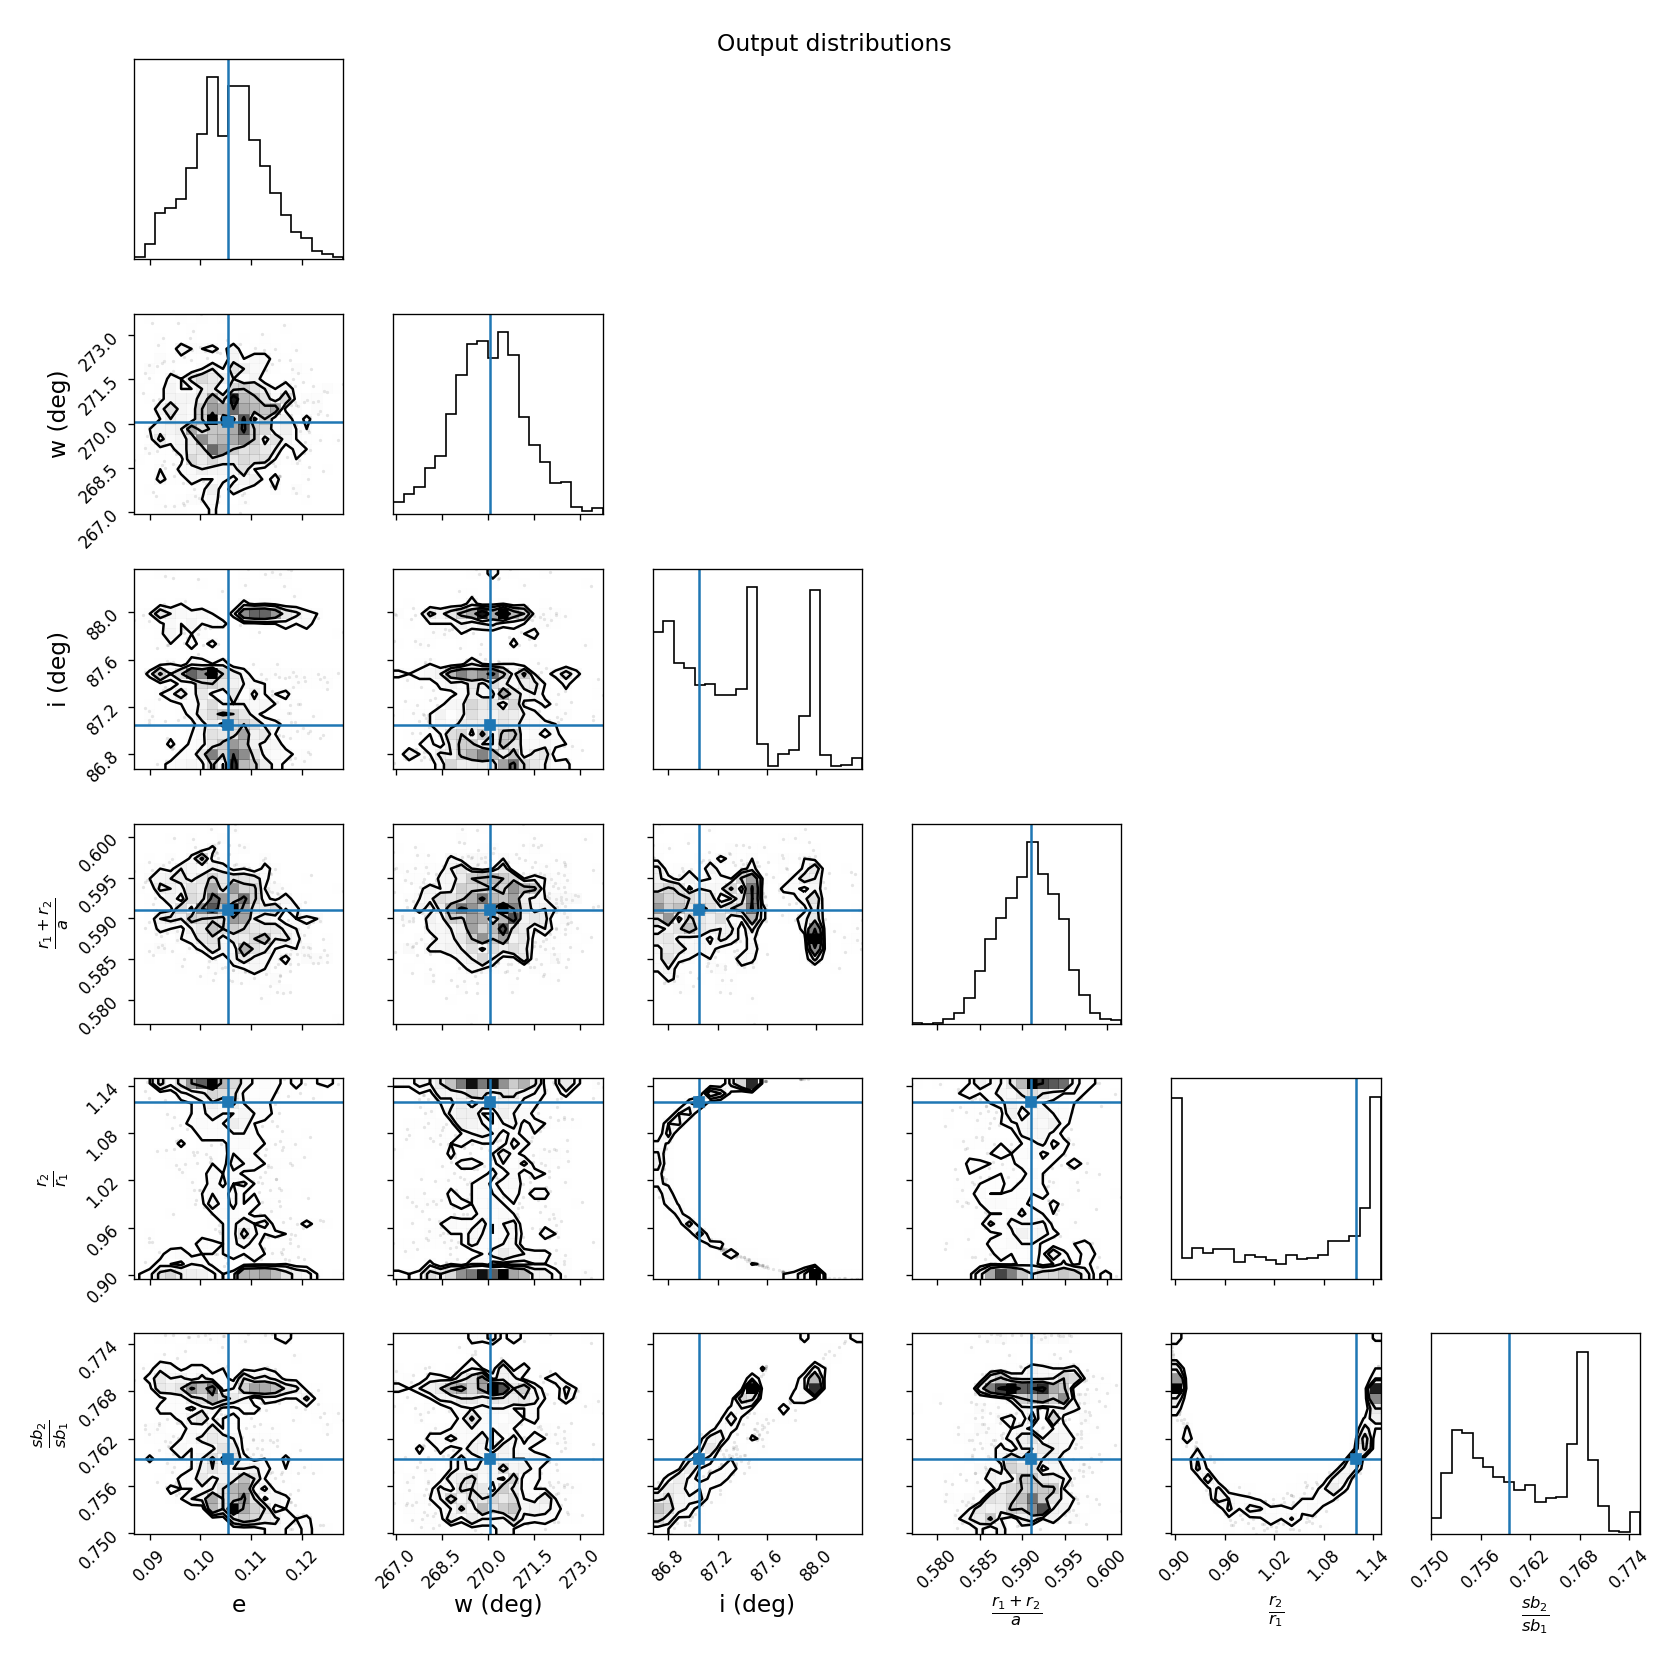 Output distributions
w (deg)
273.0
271.5
270.0
268.5
267.0
i (deg)
88.0
87.6
87.2
86.8
r₁ + r₂
a
0.600
0.595
0.590
0.585
0.580
r₂
r₁
1.14
1.08
1.02
0.96
0.90
sb₂
sb₁
0.774
0.768
0.762
0.756
0.750
0.09 0.10 0.11 0.12
267.0 268.5 270.0 271.5 273.0
86.8 87.2 87.6 88.0
0.580 0.585 0.590 0.595 0.600
0.90 0.96 1.02 1.08 1.14
0.750 0.756 0.762 0.768 0.774
e
w (deg)
i (deg)
r₁ + r₂
a
r₂
r₁
sb₂
sb₁